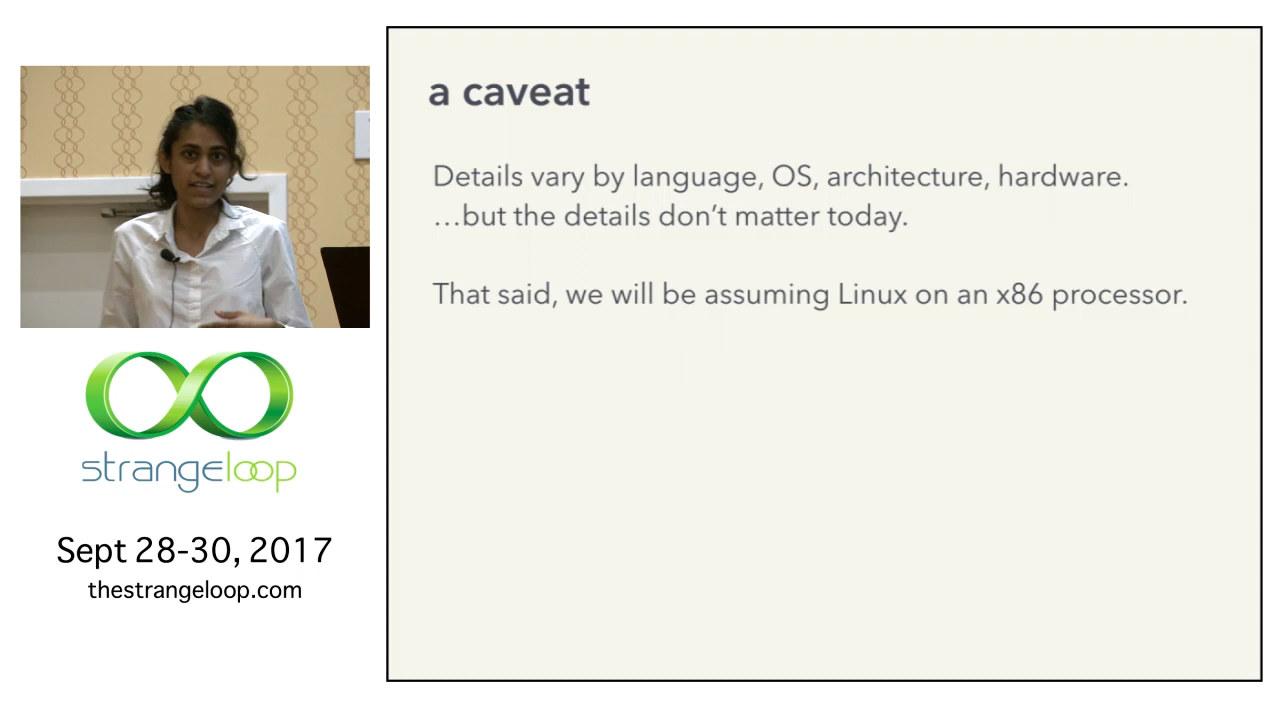 a caveat
Details vary by language, OS, architecture, hardware.
…but the details don’t matter today.
That said, we will be assuming Linux on an x86 processor.
strangeloop
Sept 28-30, 2017
thestrangeloop.com